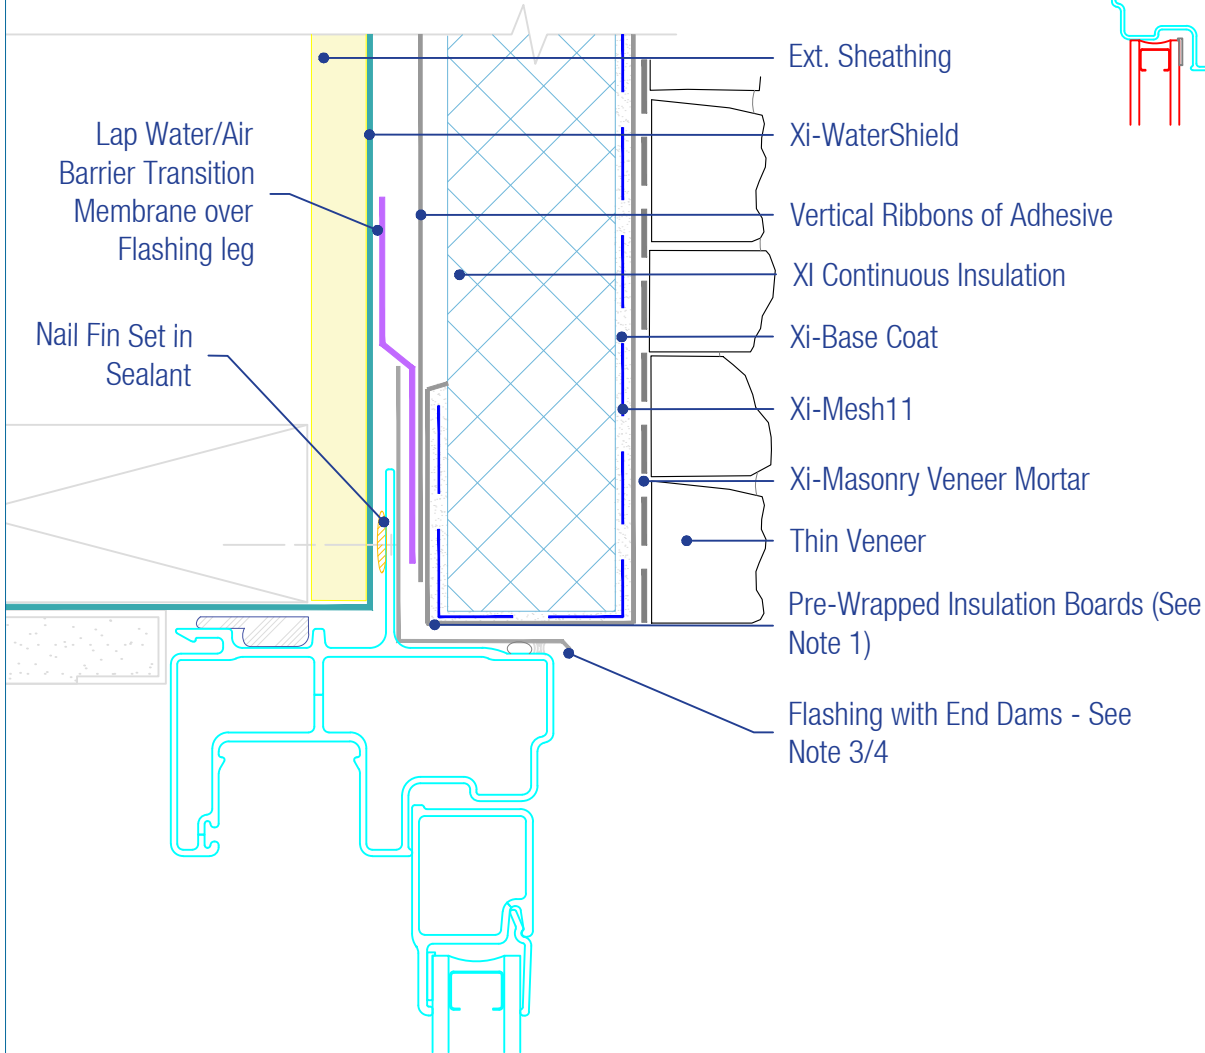 Ext. Sheathing
Lap Water/Air
Barrier Transition
Membrane over
Flashing leg
Xi-WaterShield
Vertical Ribbons of Adhesive
XI Continuous Insulation
Nail Fin Set in
Sealant
Xi-Base Coat
Xi-Mesh11
Xi-Masonry Veneer Mortar
Thin Veneer
Pre-Wrapped Insulation Boards (See
Note 1)
Flashing with End Dams - See
Note 3/4